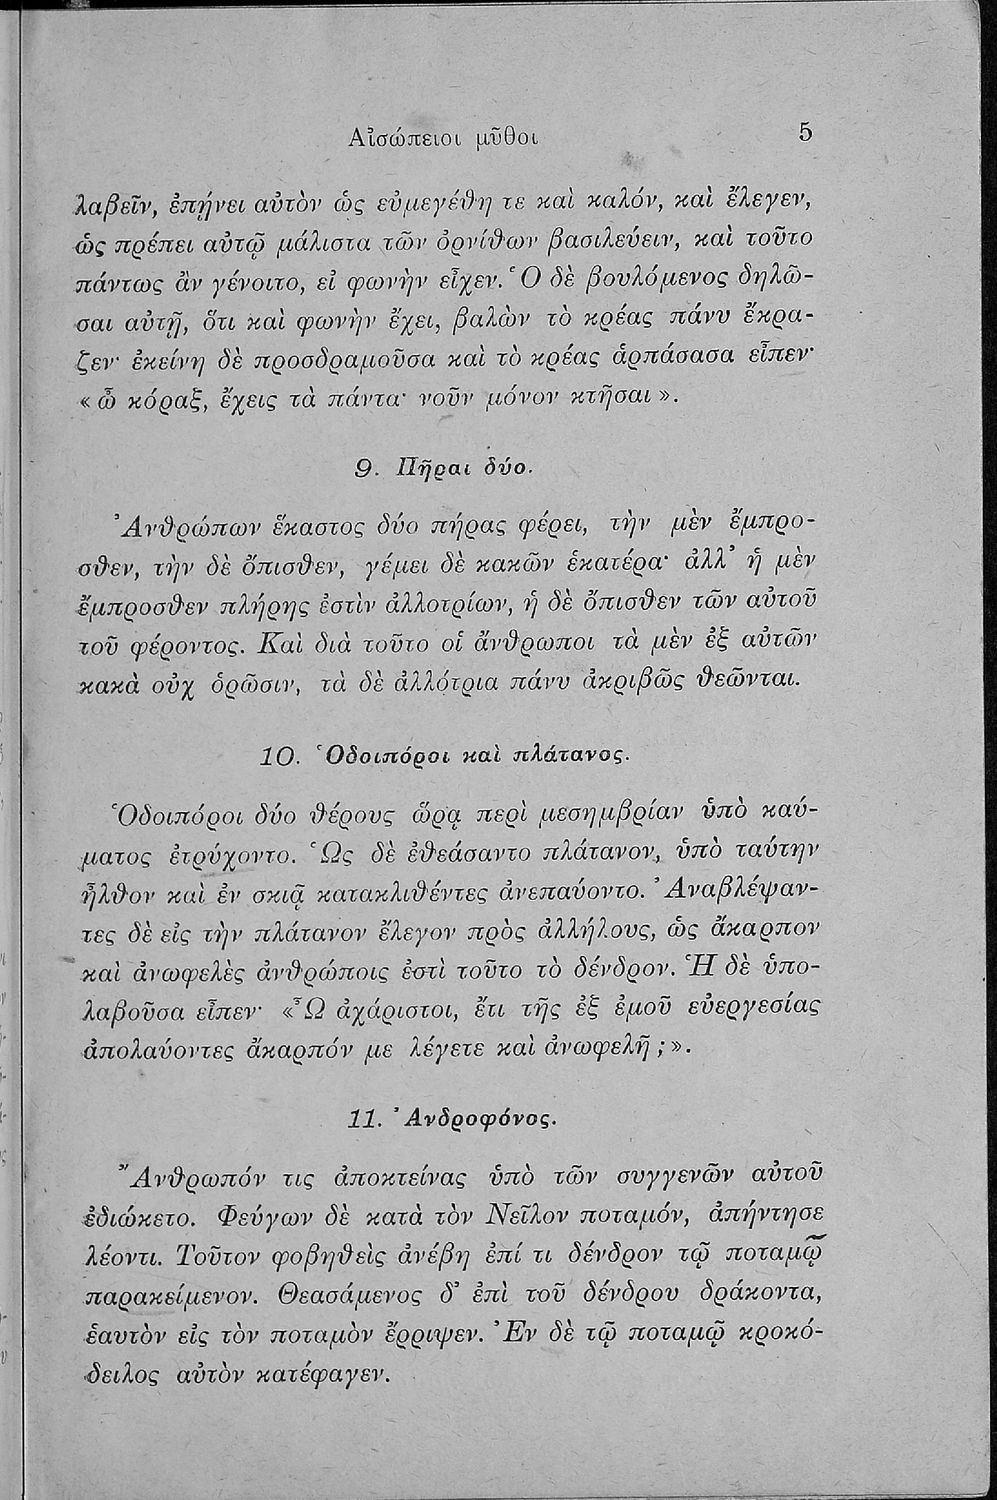 Αἰσώπειοι μῦθοι 5
λαβεῖν, ἐπῄνει αὐτὸν ὡς εὐμεγέθη τε καὶ καλόν, καὶ ἔλεγεν,
ὡς πρέπει αὐτῷ μάλιστα τῶν ὀρνίθων βασιλεύειν, καὶ τοῦτο
πάντως ἂν γένοιτο, εἰ φωνὴν εἶχεν. Ὁ δὲ βουλόμενος δηλῶ-
σαι αὐτῇ, ὅτι καὶ φωνὴν ἔχει, βαλὼν τὸ κρέας πάνυ ἔκρα-
ζεν· ἐκείνη δὲ προσδραμοῦσα καὶ τὸ κρέας ἁρπάσασα εἶπεν·
« ὦ κόραξ, ἔχεις τὰ πάντα· νοῦν μόνον κτῆσαι ».
9. Πῆραι δύο.
Ἀνθρώπων ἕκαστος δύο πήρας φέρει, τὴν μὲν ἔμπρο-
σθεν, τὴν δὲ ὄπισθεν, γέμει δὲ κακῶν ἑκατέρα· ἀλλ' ἡ μὲν
ἔμπροσθεν πλήρης ἐστὶν ἀλλοτρίων, ἡ δὲ ὄπισθεν τῶν αὐτοῦ
τοῦ φέροντος. Καὶ διὰ τοῦτο οἱ ἄνθρωποι τὰ μὲν ἐξ αὐτῶν
κακὰ οὐχ ὁρῶσιν, τὰ δὲ ἀλλότρια πάνυ ἀκριβῶς θεῶνται.
10. Ὁδοιπόροι καὶ πλάτανος.
Ὁδοιπόροι δύο θέρους ὥρᾳ περὶ μεσημβρίαν ὑπὸ καύ-
ματος ἐτρύχοντο. Ὡς δὲ ἐθεάσαντο πλάτανον, ὑπὸ ταύτην
ἦλθον καὶ ἐν σκιᾷ κατακλιθέντες ἀνεπαύοντο. Ἀναβλέψαν-
τες δὲ εἰς τὴν πλάτανον ἔλεγον πρὸς ἀλλήλους, ὡς ἄκαρπον
καὶ ἀνωφελὲς ἀνθρώποις ἐστὶ τοῦτο τὸ δένδρον. Ἡ δὲ ὑπο-
λαβοῦσα εἶπεν· «Ὦ ἀχάριστοι, ἔτι τῆς ἐξ ἐμοῦ εὐεργεσίας
ἀπολαύοντες ἄκαρπόν με λέγετε καὶ ἀνωφελῆ ; ».
11. Ἀνδροφόνος.
Ἄνθρωπόν τις ἀποκτείνας ὑπὸ τῶν συγγενῶν αὐτοῦ
ἐδιώκετο. Φεύγων δὲ κατὰ τὸν Νεῖλον ποταμόν, ἀπήντησε
λέοντι. Τοῦτον φοβηθεὶς ἀνέβη ἐπί τι δένδρον τῷ ποταμῷ
παρακείμενον. Θεασάμενος δ' ἐπὶ τοῦ δένδρου δράκοντα,
ἑαυτὸν εἰς τὸν ποταμὸν ἔρριψεν. Ἐν δὲ τῷ ποταμῷ κροκό-
δειλος αὐτὸν κατέφαγεν.